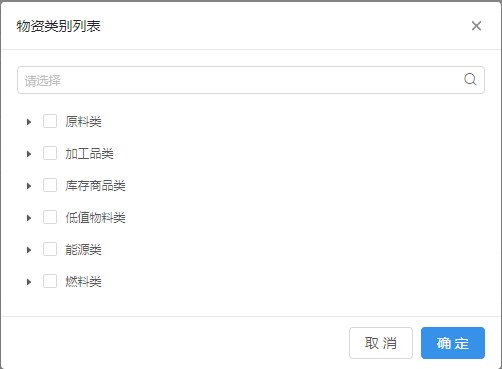 物资类别列表
请选择
原料类
加工品类
库存商品类
低值物料类
能源类
燃料类
取 消
确 定